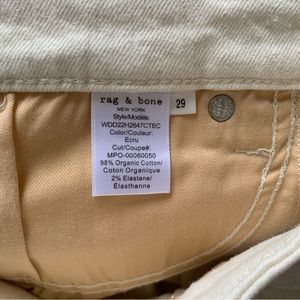 rag & bone
NEW YORK
Style/Modèle:
WDD22H2647CTEC
Color/Couleur:
Ecru
Cut/Coupe#:
MPO-00060050
98% Organic Cotton/
Coton Organique
2% Elastene/
Élasthanne
29